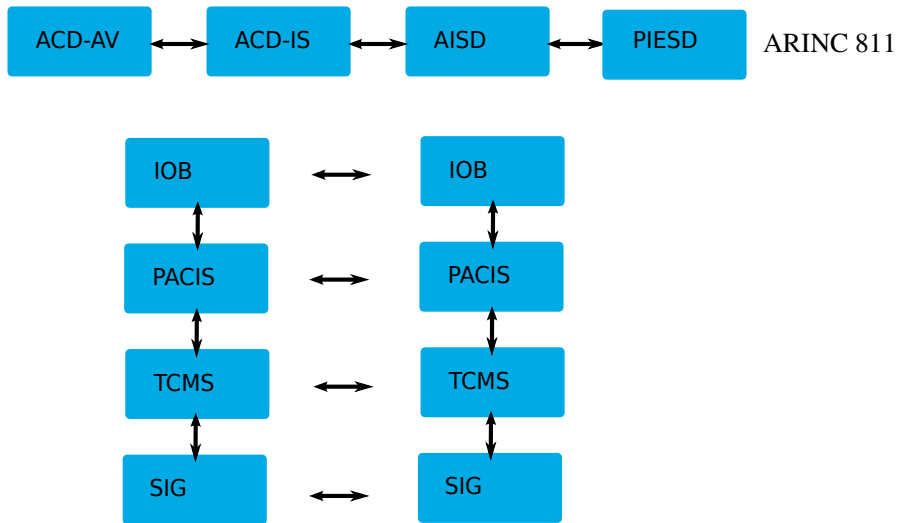 ACD-AV ACD-IS AISD PIESD ARINC 811
IOB IOB
PACIS PACIS
TCMS TCMS
SIG SIG